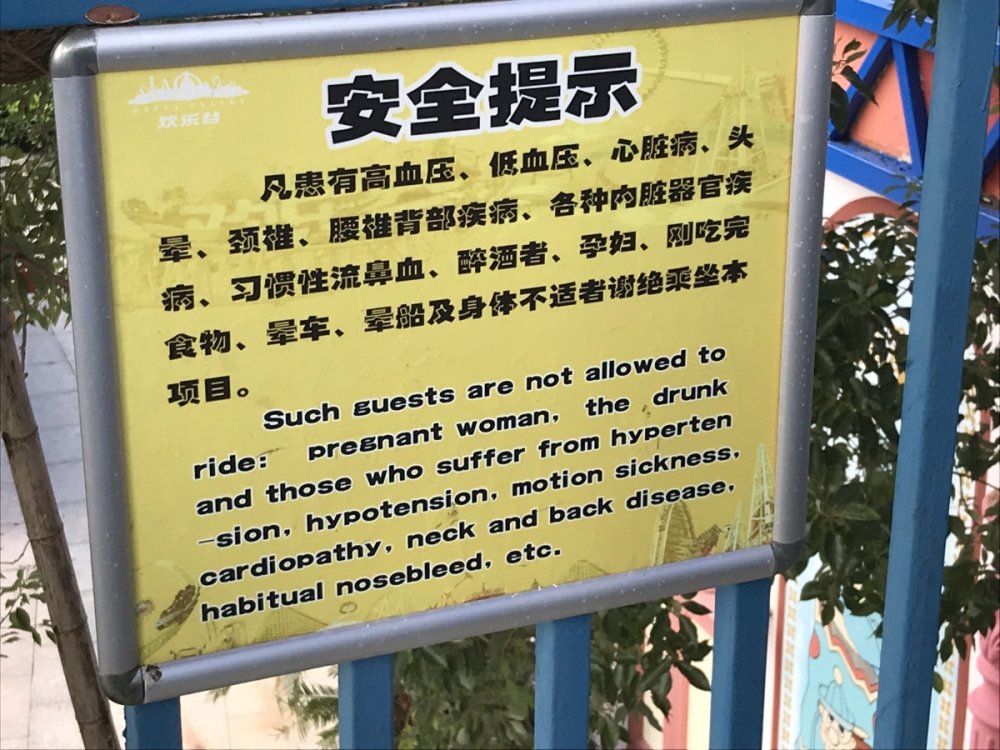 HAPPY VALLEY
欢乐谷
安全提示
凡患有高血压、低血压、心脏病、头
晕、颈椎、腰椎背部疾病、各种内脏器官疾
病、习惯性流鼻血、醉酒者、孕妇、刚吃完
食物、晕车、晕船及身体不适者谢绝乘坐本
项目。
Such guests are not allowed to
ride: pregnant woman, the drunk
and those who suffer from hyperten
-sion, hypotension, motion sickness,
cardiopathy, neck and back disease,
habitual nosebleed, etc.